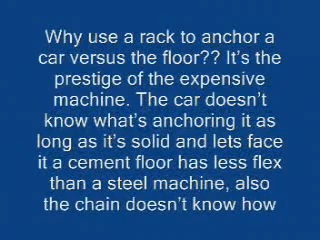 Why use a rack to anchor a
car versus the floor?? It's the
prestige of the expensive
machine. The car doesn't
know what's anchoring it as
long as it's solid and lets face
it a cement floor has less flex
than a steel machine, also
the chain doesn't know how